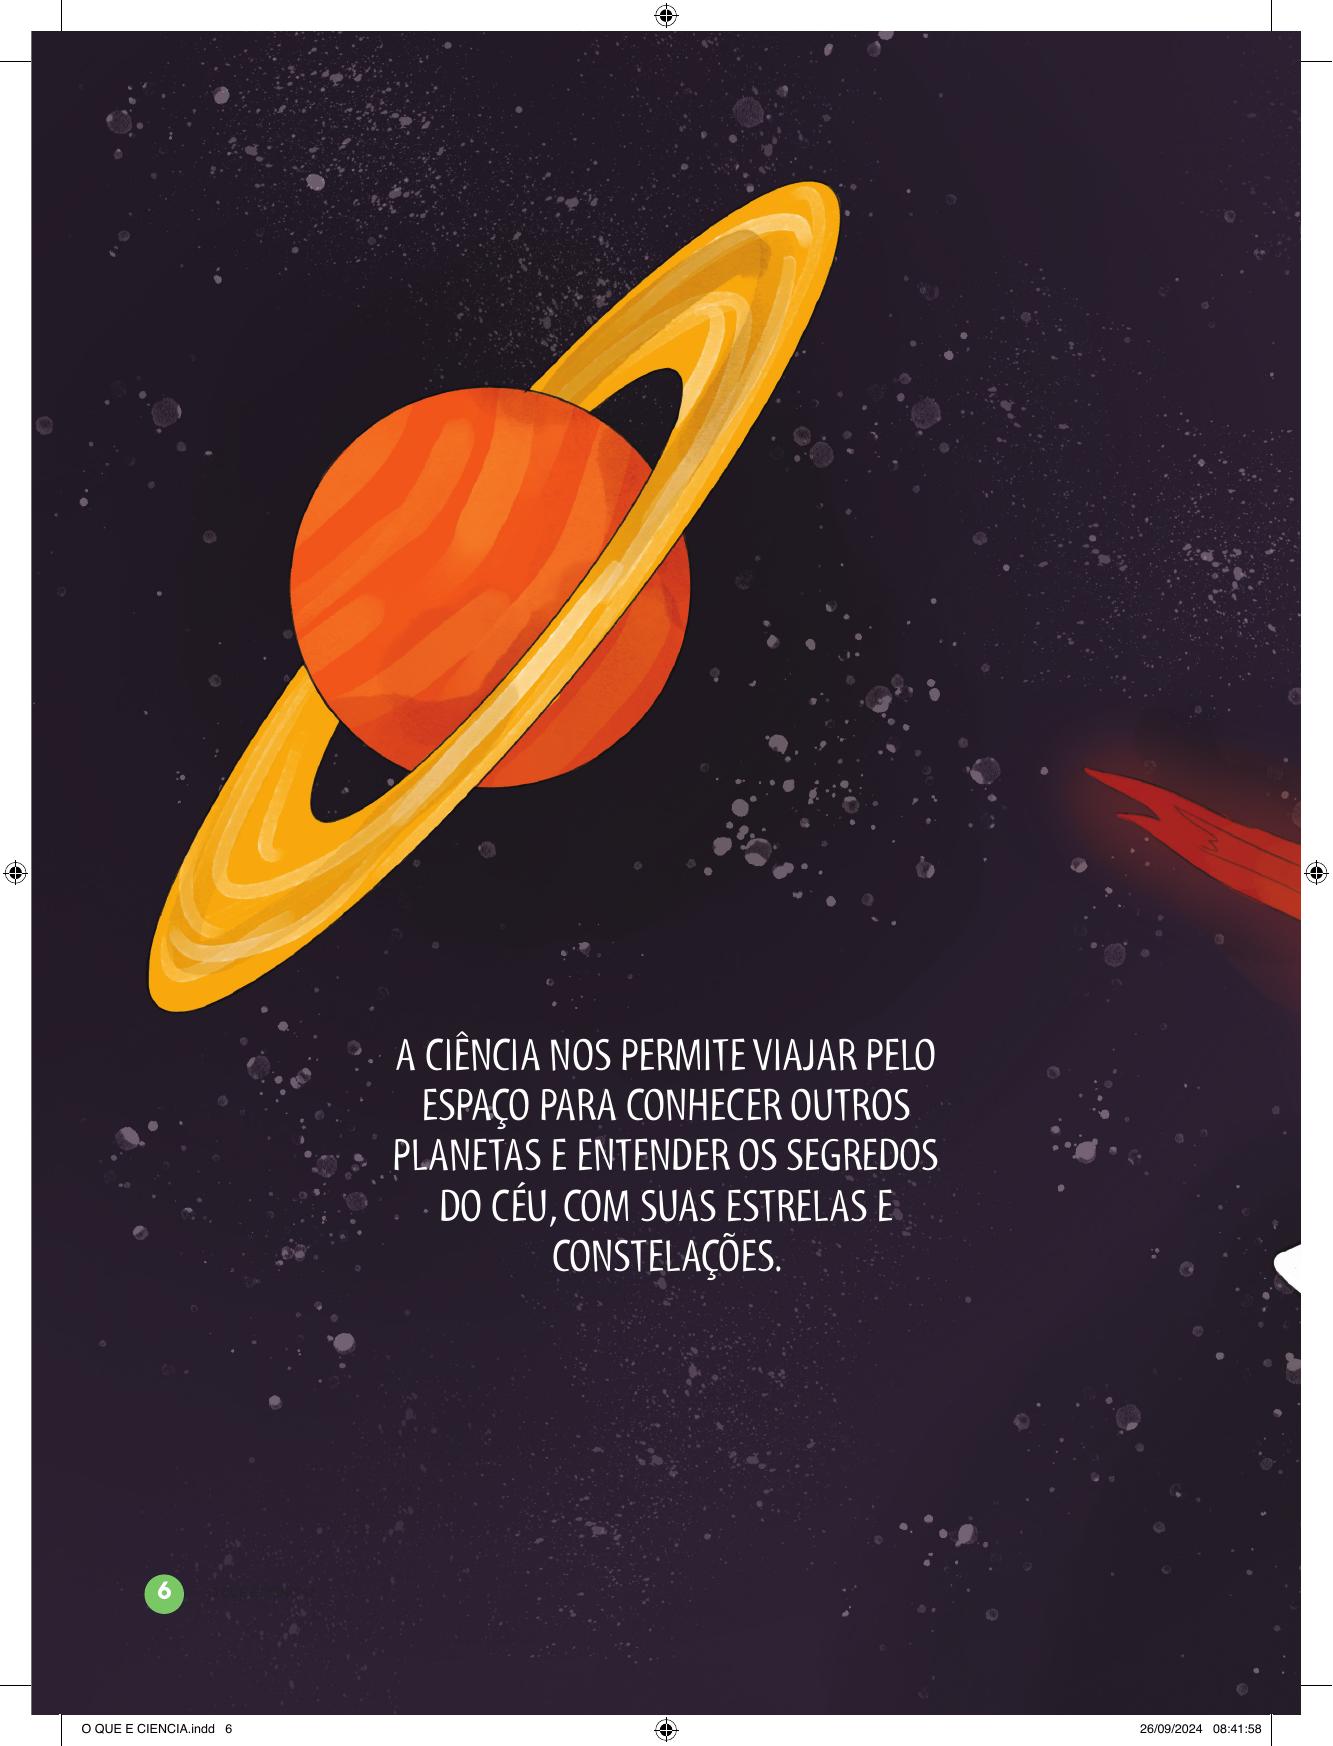 A CIÊNCIA NOS PERMITE VIAJAR PELO
ESPAÇO PARA CONHECER OUTROS
PLANETAS E ENTENDER OS SEGREDOS
DO CÉU, COM SUAS ESTRELAS E
CONSTELAÇÕES.
6
O QUE E CIENCIA.indd 6
26/09/2024 08:41:58